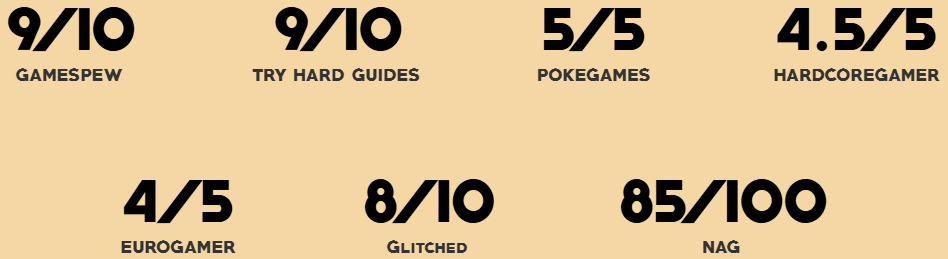 9/10 9/10 5/5 4.5/5
GAMESPEW TRY HARD GUIDES POKEGAMES HARDCOREGAMER
4/5 8/10 85/100
EUROGAMER GLITCHED NAG